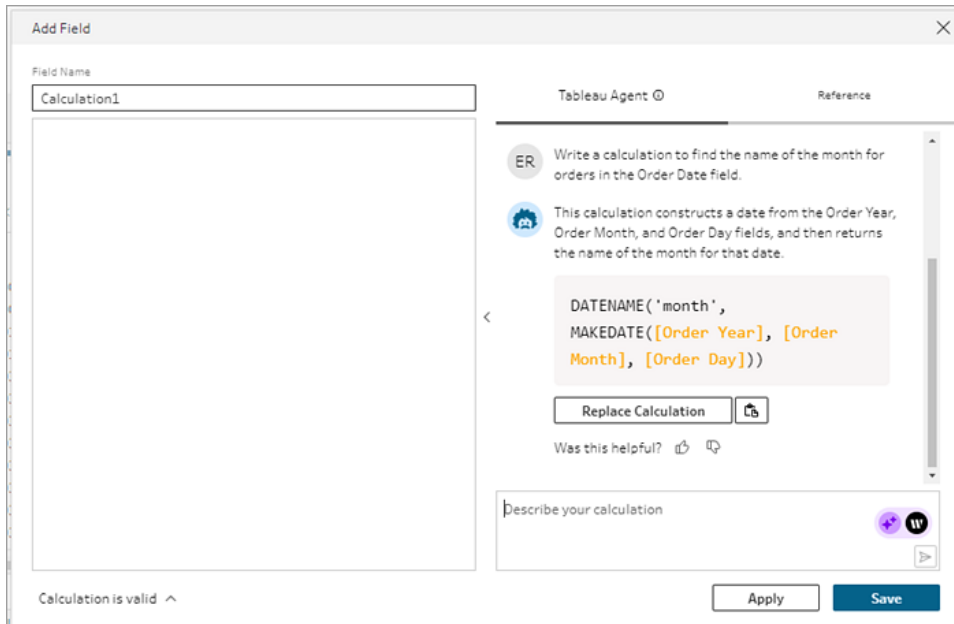 Add Field
Field Name
Calculation1
Tableau Agent
Reference
ER
Write a calculation to find the name of the month for
orders in the Order Date field.
This calculation constructs a date from the Order Year,
Order Month, and Order Day fields, and then returns
the name of the month for that date.
DATENAME('month',
MAKEDATE([Order Year], [Order
Month], [Order Day]))
Replace Calculation
Was this helpful?
Describe your calculation
W
Calculation is valid
Apply
Save